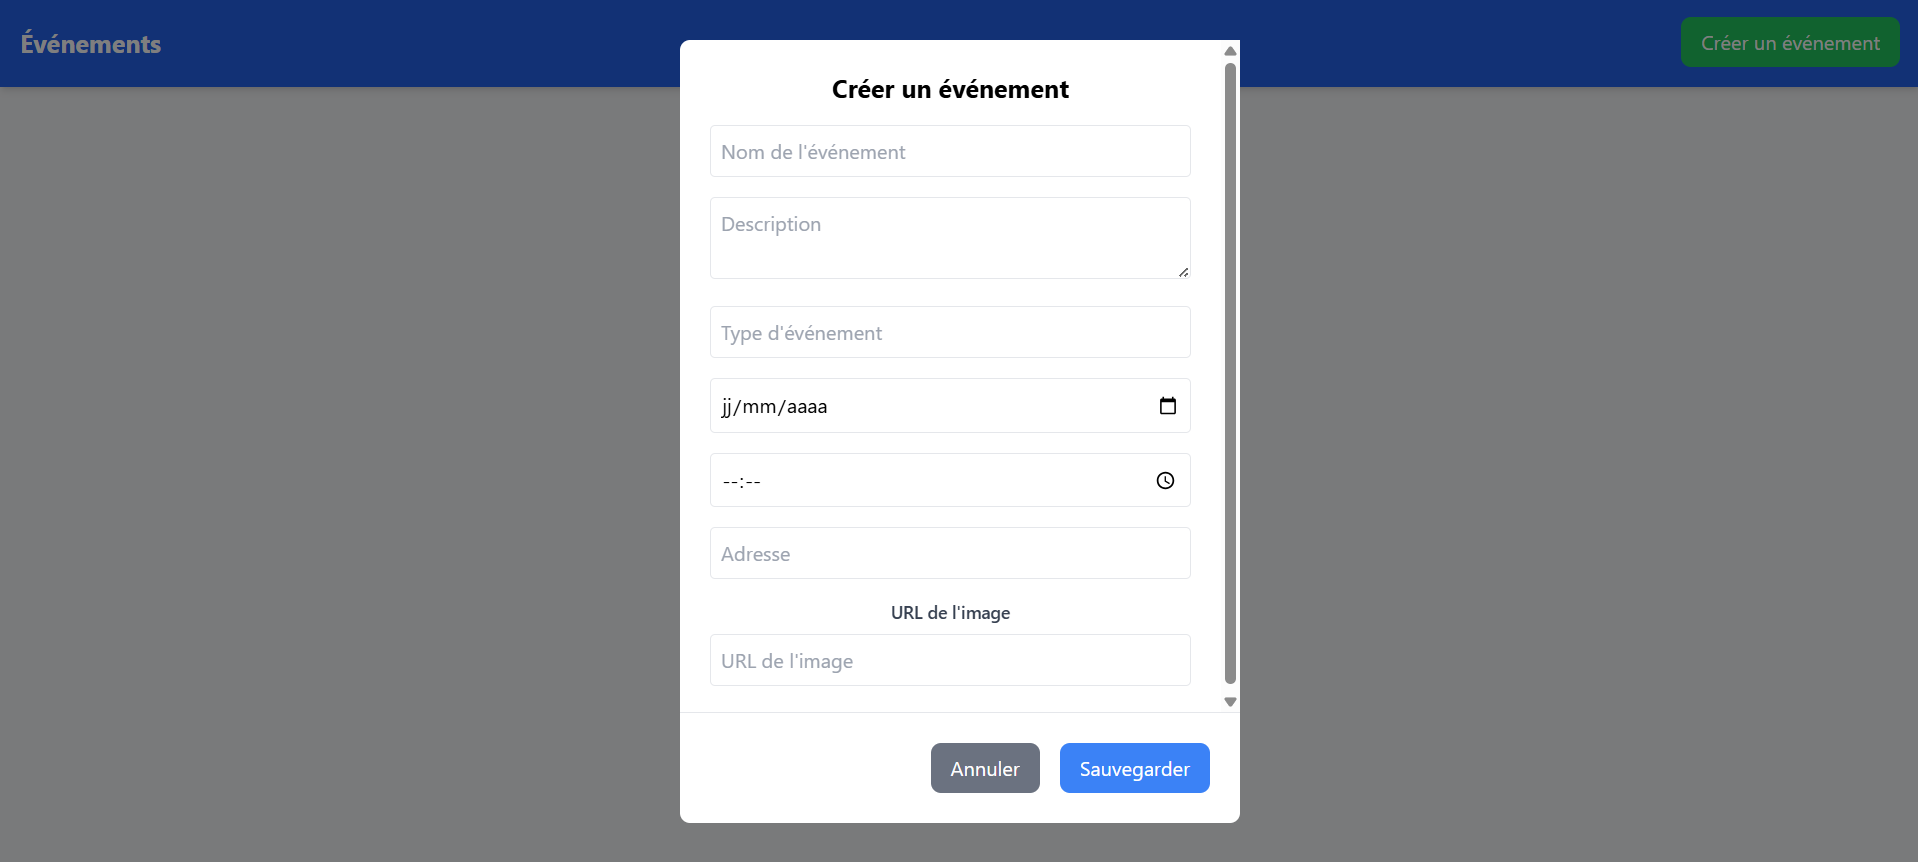 Événements
Créer un événement
Créer un événement
Nom de l'événement
Description
Type d'événement
jj/mm/aaaa
--:--
Adresse
URL de l'image
URL de l'image
Annuler
Sauvegarder